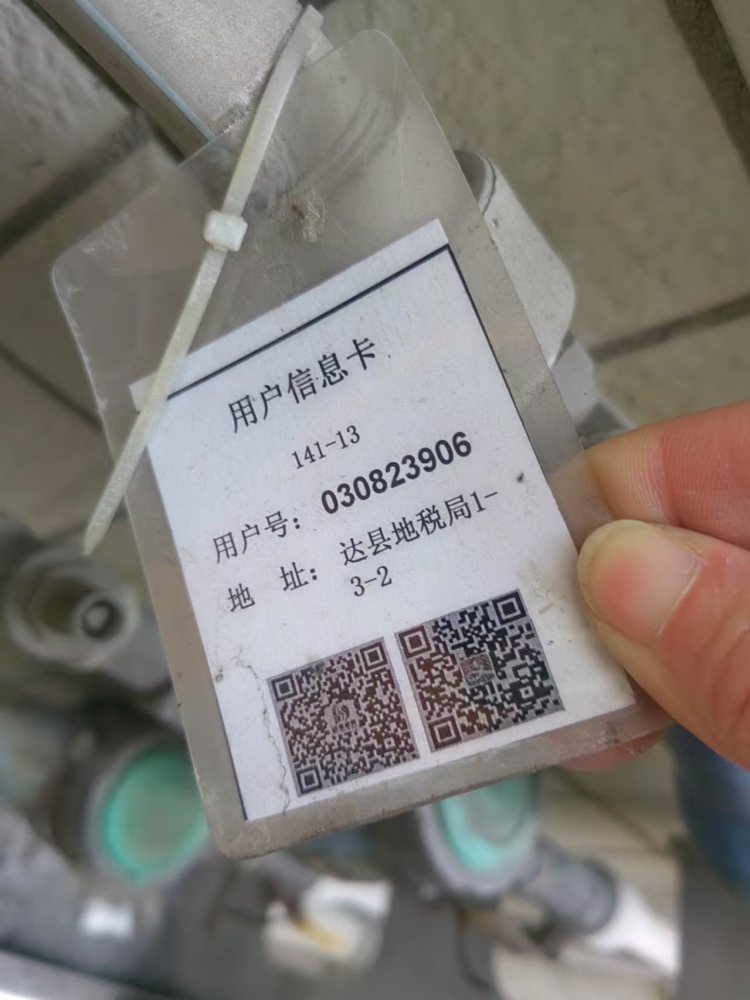 用户信息卡
141-13
用户号：030823906
地 址：达县地税局1-
3-2